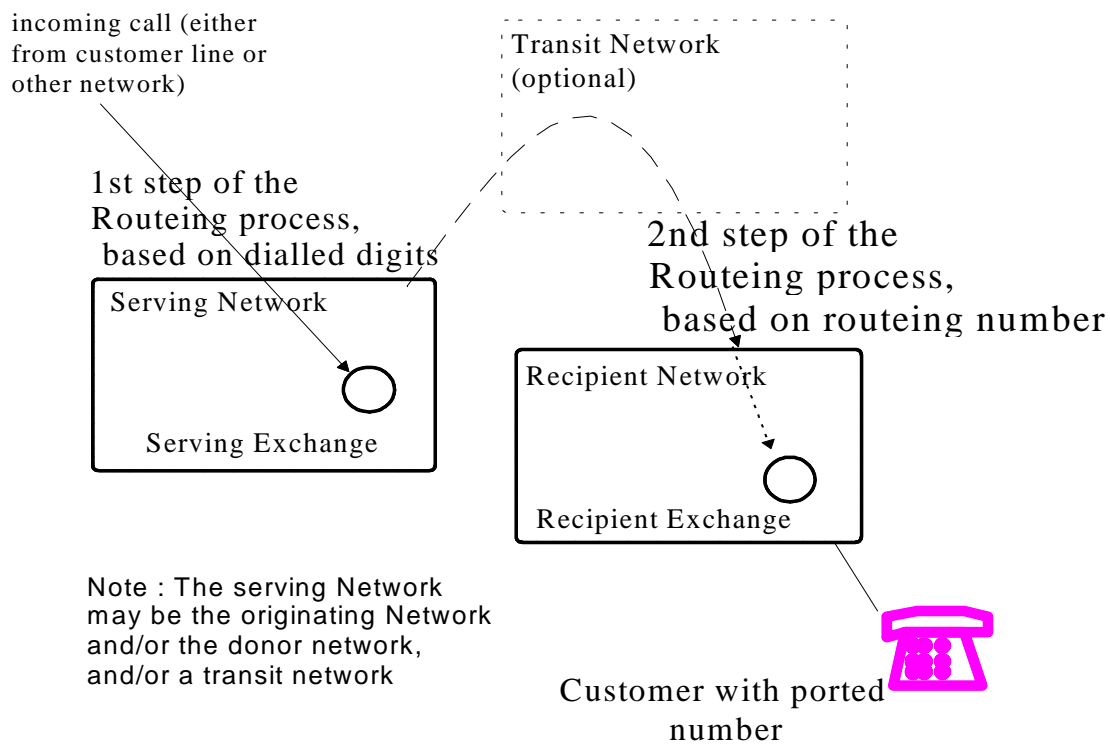 incoming call (either
from customer line or
other network)
Transit Network
(optional)
1st step of the
Routeing process,
based on dialled digits
2nd step of the
Routeing process,
based on routeing number
Serving Network
Serving Exchange
Recipient Network
Recipient Exchange
Note : The serving Network
may be the originating Network
and/or the donor network,
and/or a transit network
Customer with ported
number